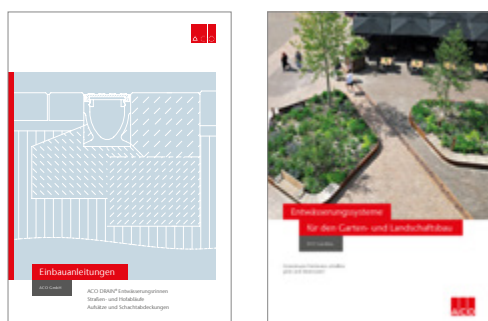 ACO
Einbauanleitungen
ACO GmbH
ACO DRAIN® Entwässerungsrinnen
Straßen- und Hofabläufe
Aufsätze und Schachtabdeckungen
Entwässerungssysteme
für den Garten- und Landschaftsbau
ACO